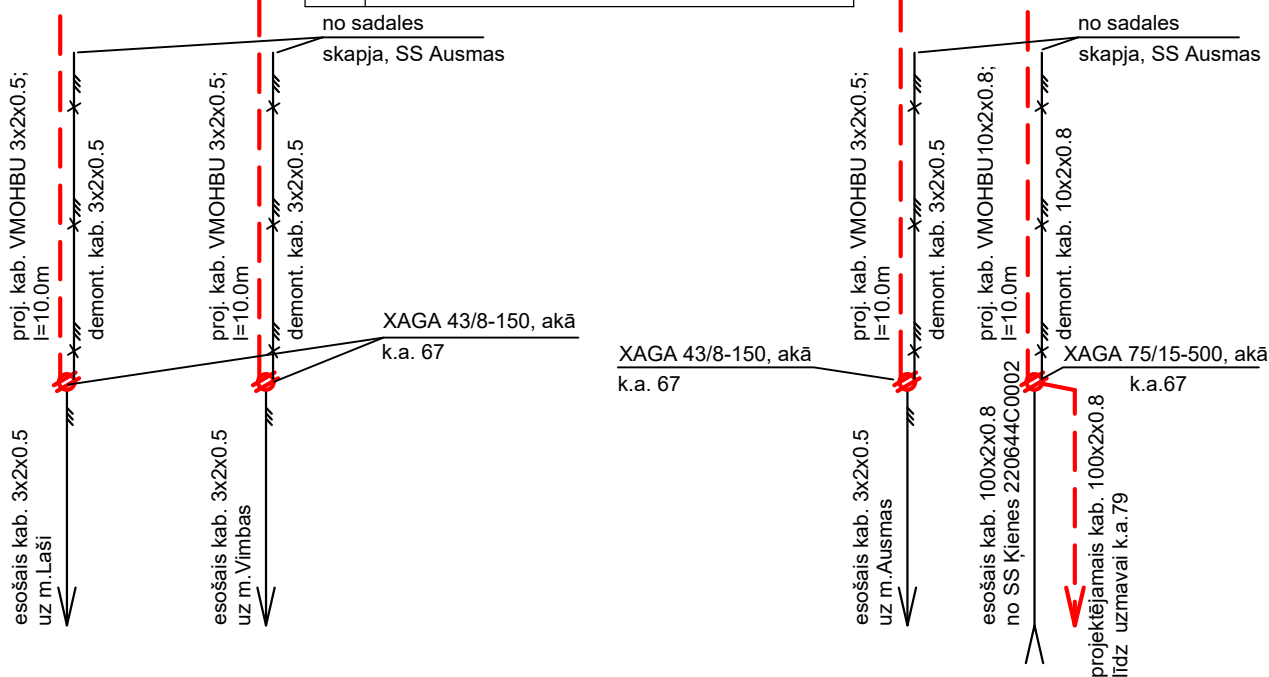 no sadales
skapja, SS Ausmas
proj. kab. VMOHBU 3x2x0.5;
l=10.0m
demont. kab. 3x2x0.5
proj. kab. VMOHBU 3x2x0.5;
l=10.0m
demont. kab. 3x2x0.5
XAGA 43/8-150, akā
k.a. 67
esošais kab. 3x2x0.5
uz m.Laši
esošais kab. 3x2x0.5
uz m.Vimbas
no sadales
skapja, SS Ausmas
proj. kab. VMOHBU 3x2x0.5;
l=10.0m
demont. kab. 3x2x0.5
proj. kab. VMOHBU10x2x0.8;
l=10.0m
demont. kab. 10x2x0.8
XAGA 43/8-150, akā
k.a. 67
XAGA 75/15-500, akā
k.a.67
esošais kab. 3x2x0.5
uz m.Ausmas
esošais kab. 100x2x0.8
no SS Ķienes 220644C0002
projektējamais kab. 100x2x0.8
līdz uzmavai k.a.79